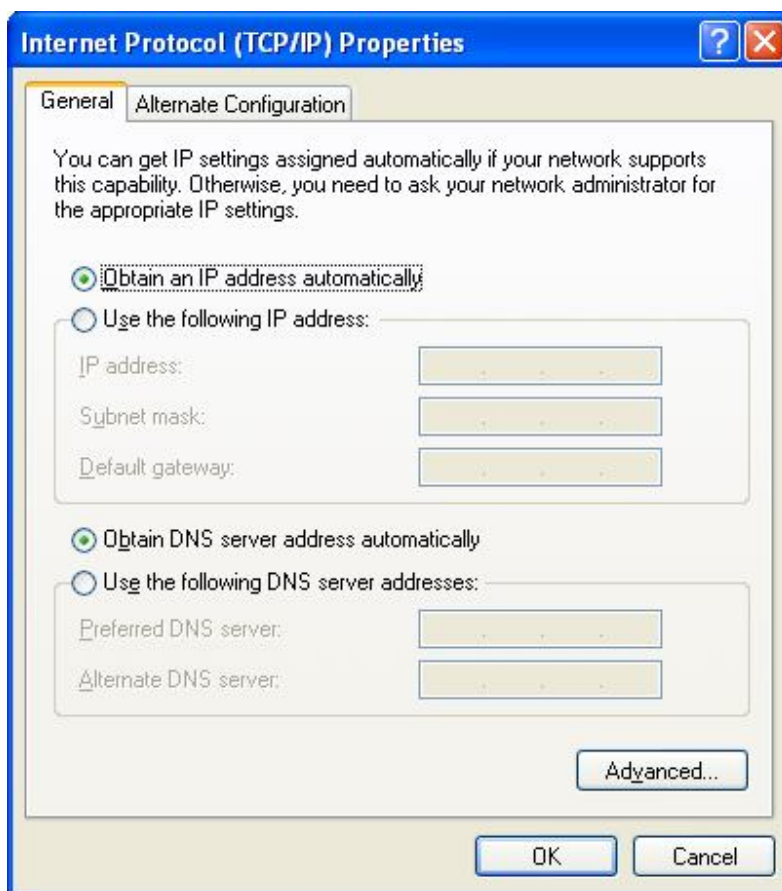 Internet Protocol (TCP/IP) Properties
General
Alternate Configuration
You can get IP settings assigned automatically if your network supports
this capability. Otherwise, you need to ask your network administrator for
the appropriate IP settings.
Obtain an IP address automatically
Use the following IP address:
IP address:
Subnet mask:
Default gateway:
Obtain DNS server address automatically
Use the following DNS server addresses:
Preferred DNS server:
Alternate DNS server:
Advanced...
OK
Cancel